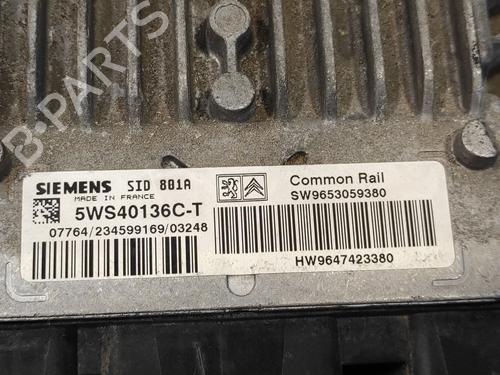 B-PARTS
SIEMENS SID 801A
MADE IN FRANCE
5WS40136C-T
07764/234599169/03248
Common Rail
SW9653059380
HW9647423380